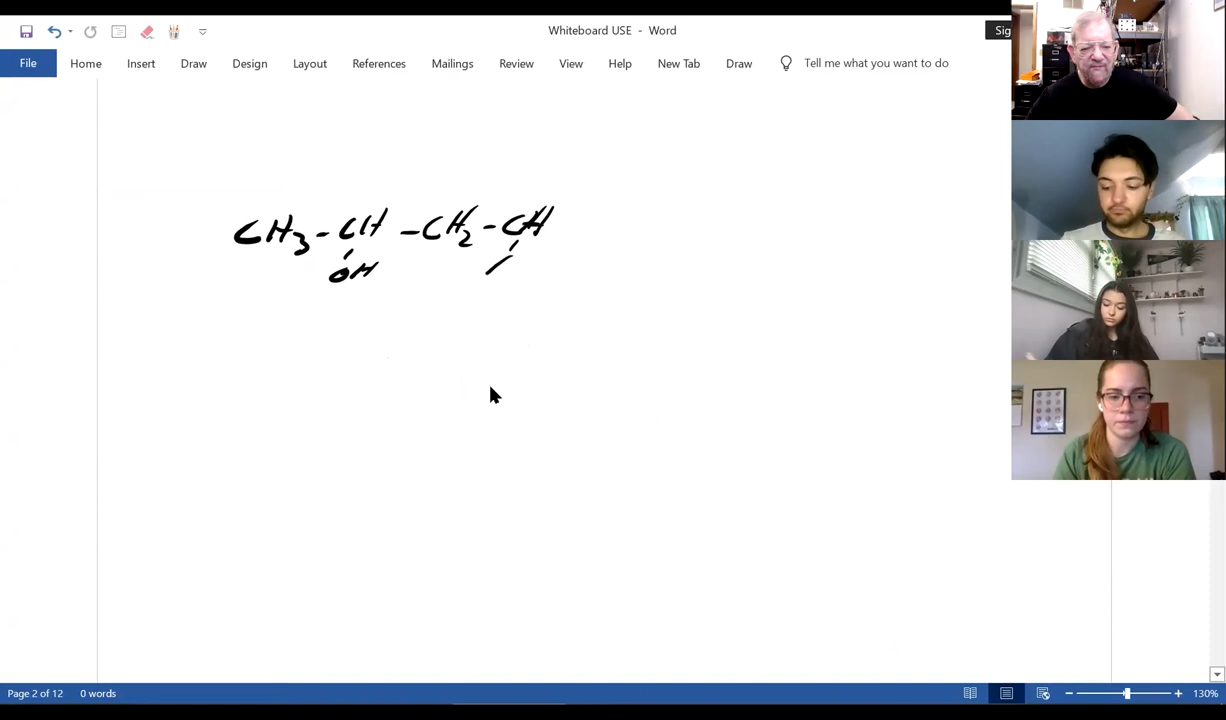 Whiteboard USE - Word
File Home Insert Draw Design Layout References Mailings Review View Help New Tab Draw Tell me what you want to do
CH3-CH-CH2-CH
OH
Page 2 of 12 0 words 130%